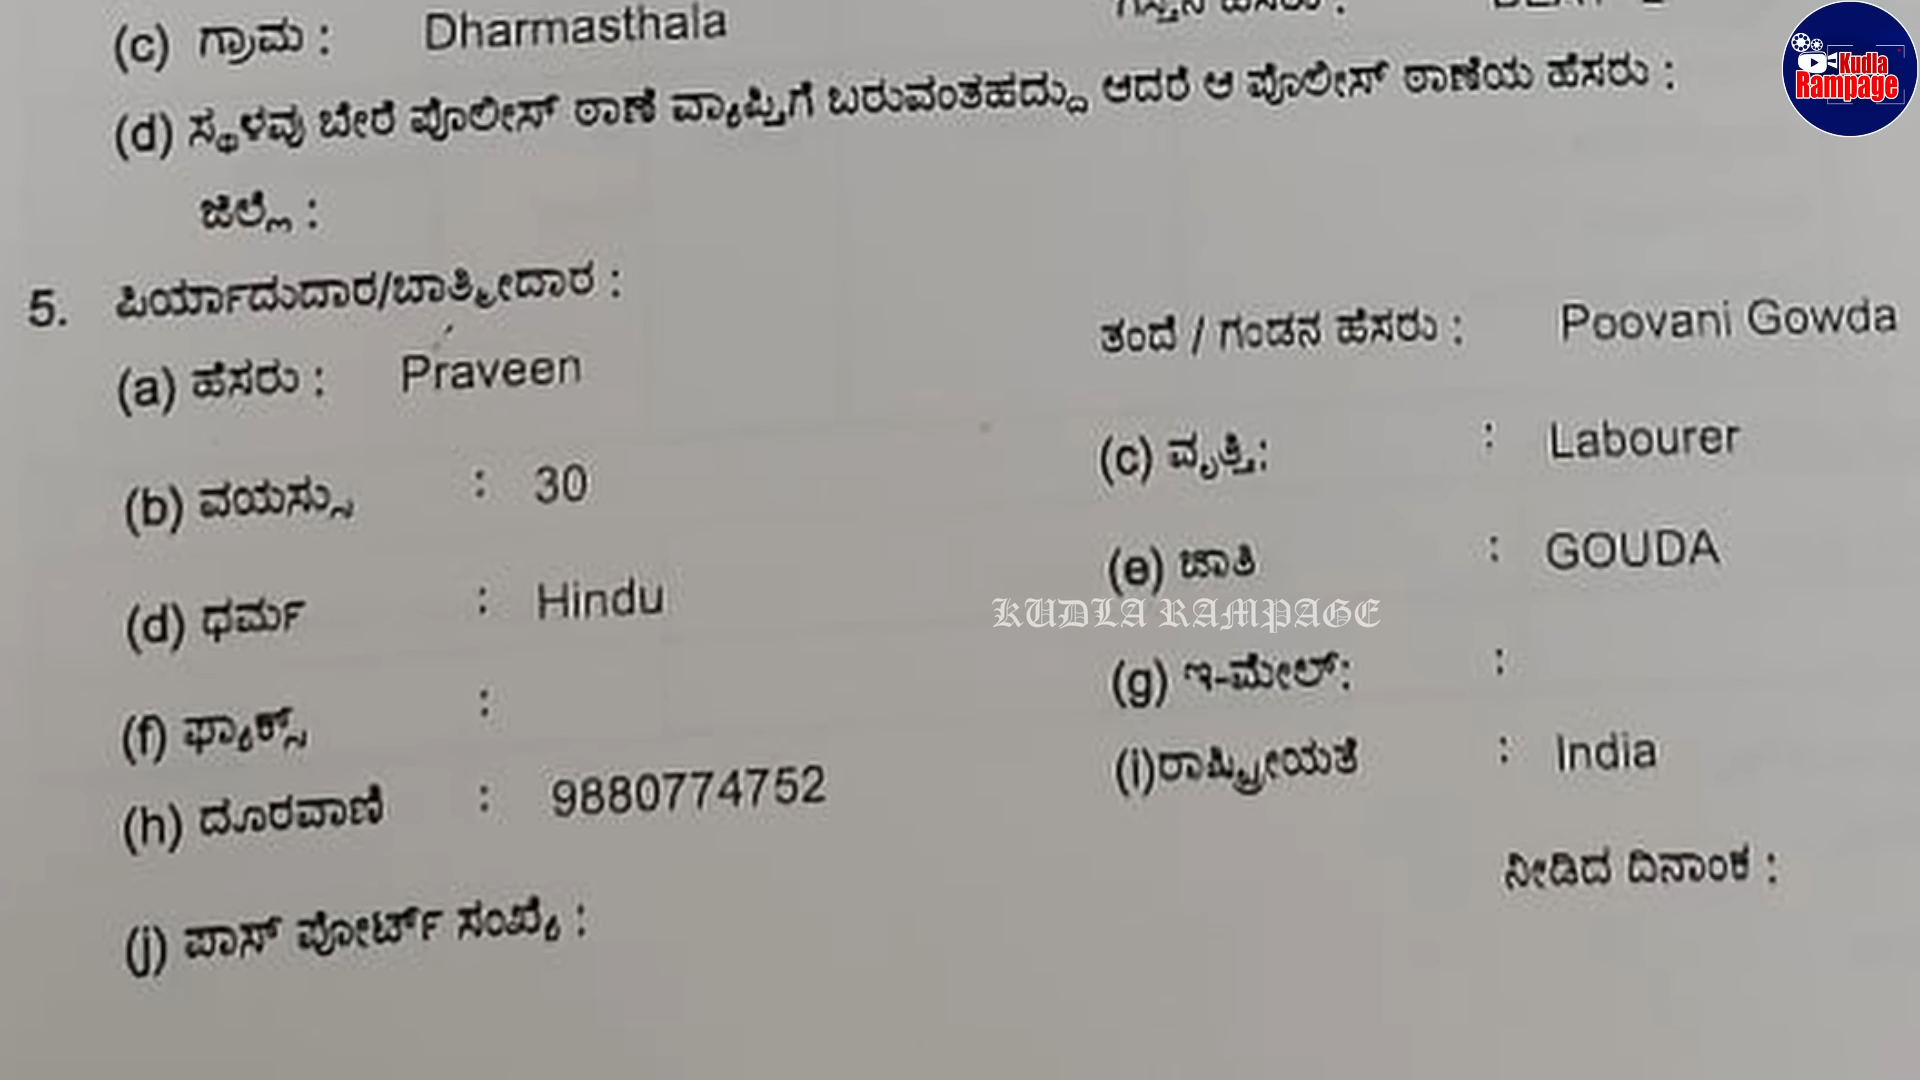 (c) ಗ್ರಾಮ : Dharmasthala
(d) ಸ್ಥಳವು ಬೇರೆ ಪೊಲೀಸ್ ಠಾಣೆ ವ್ಯಾಪ್ತಿಗೆ ಬರುವಂತಹದ್ದು ಆದರೆ ಆ ಪೊಲೀಸ್ ಠಾಣೆಯ ಹೆಸರು :
ಜಿಲ್ಲೆ :
5. ಪಿರ್ಯಾದುದಾರ/ಬಾತ್ಮೀದಾರ :
(a) ಹೆಸರು : Praveen ತಂದೆ / ಗಂಡನ ಹೆಸರು : Poovani Gowda
(b) ವಯಸ್ಸು : 30 (c) ವೃತ್ತಿ: : Labourer
(d) ಧರ್ಮ : Hindu (e) ಜಾತಿ : GOUDA
KUDLA RAMPAGE
(f) ಫ್ಯಾಕ್ಸ್ : (g) ಇ-ಮೇಲ್: :
(h) ದೂರವಾಣಿ : 9880774752 (i)ರಾಷ್ಟ್ರೀಯತೆ : India
(j) ಪಾಸ್ ಪೋರ್ಟ್ ಸಂಖ್ಯೆ : ನೀಡಿದ ದಿನಾಂಕ :
Kudla
Rampage